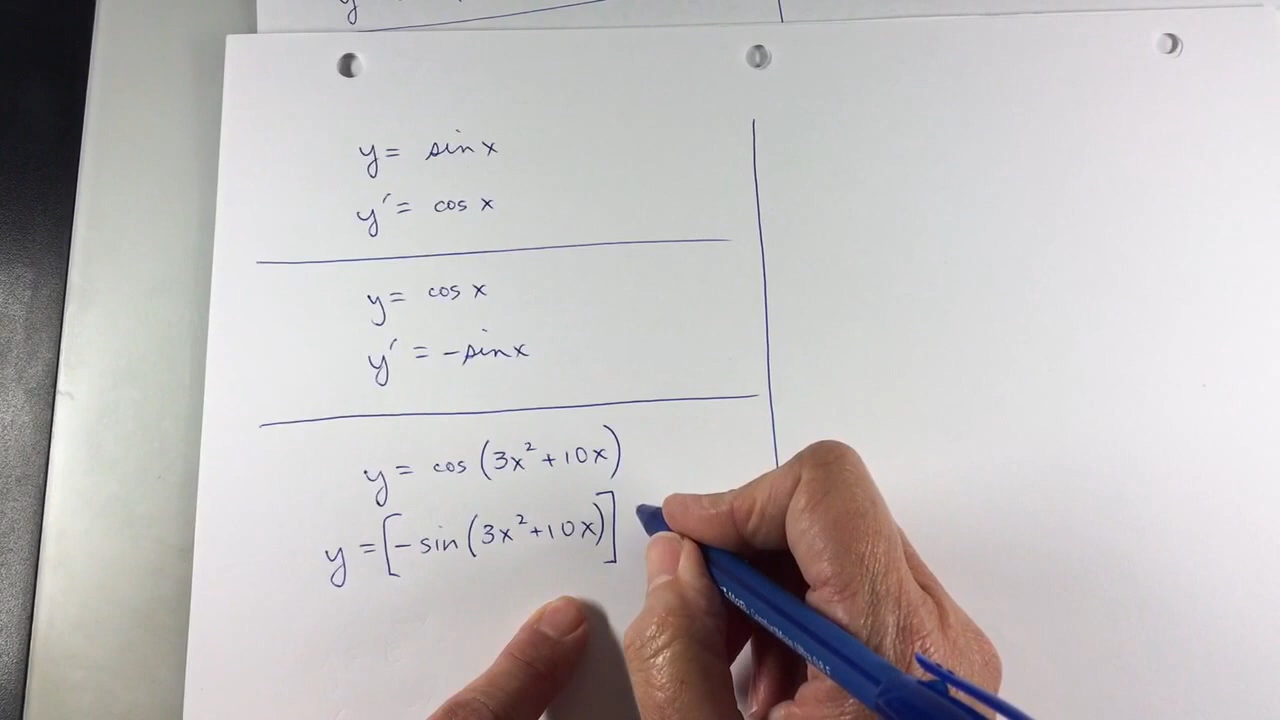 y
y = sin x
y' = cos x
y = cos x
y' = -sin x
y = cos (3x² + 10x)
y = [-sin (3x² + 10x)]